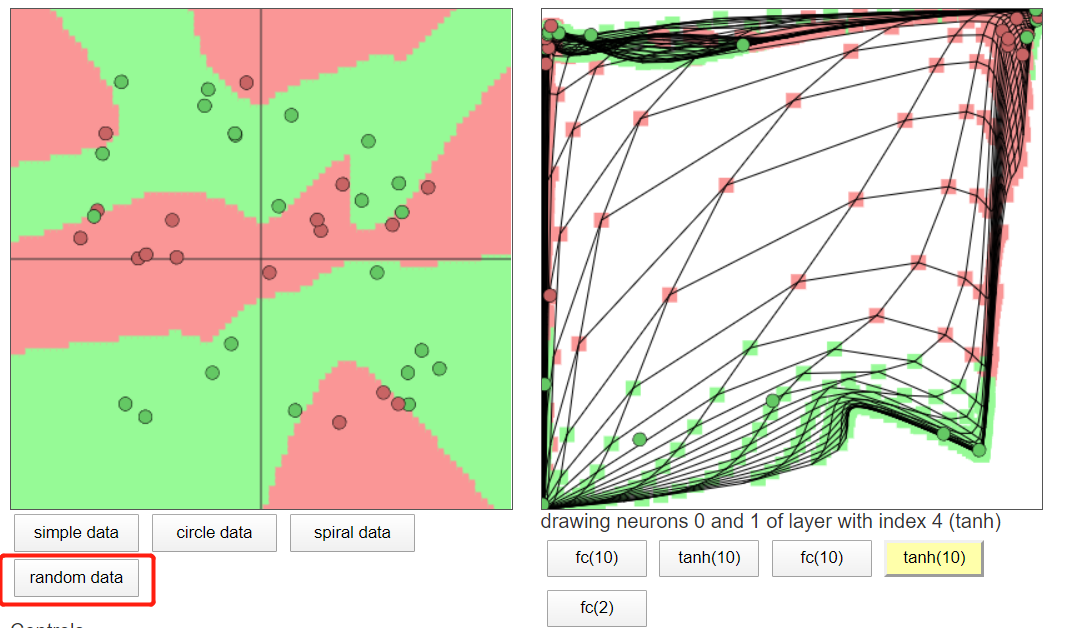 simple data
circle data
spiral data
random data
drawing neurons 0 and 1 of layer with index 4 (tanh)
fc(10)
tanh(10)
fc(10)
tanh(10)
fc(2)